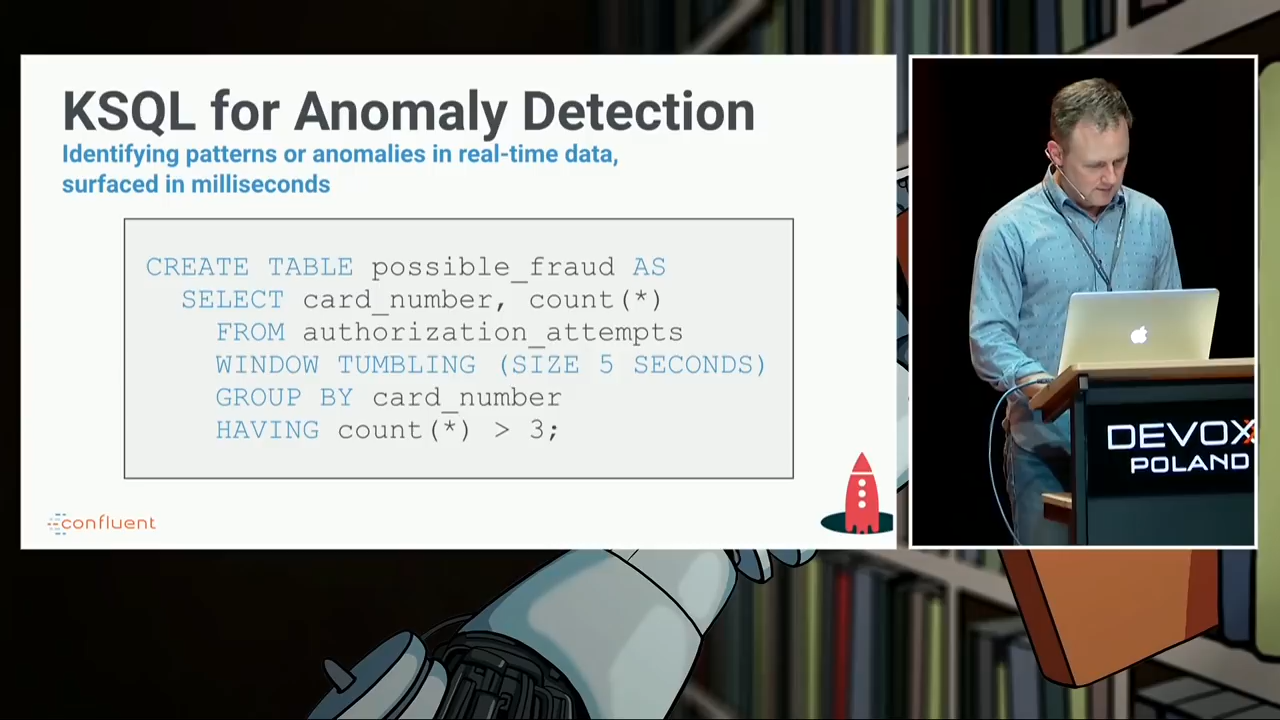 KSQL for Anomaly Detection
Identifying patterns or anomalies in real-time data,
surfaced in milliseconds
CREATE TABLE possible_fraud AS
SELECT card_number, count(*)
FROM authorization_attempts
WINDOW TUMBLING (SIZE 5 SECONDS)
GROUP BY card_number
HAVING count(*) > 3;
confluent
DEVOXX
POLAND